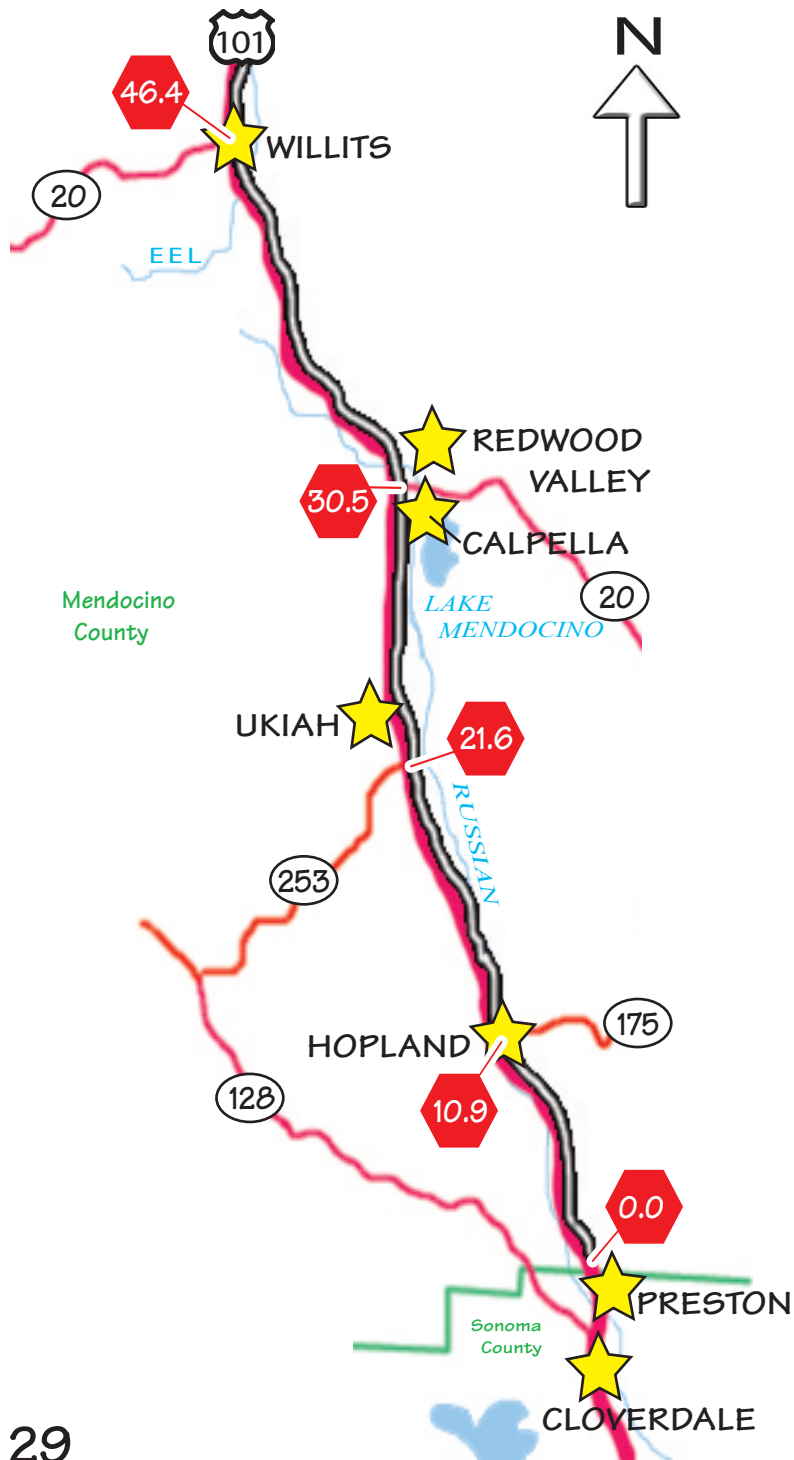 101
N
46.4
WILLITS
20
EEL
REDWOOD
VALLEY
30.5
CALPELLA
20
Mendocino
County
LAKE
MENDOCINO
UKIAH
21.6
RUSSIAN
253
175
HOPLAND
128
10.9
0.0
PRESTON
Sonoma
County
CLOVERDALE
29